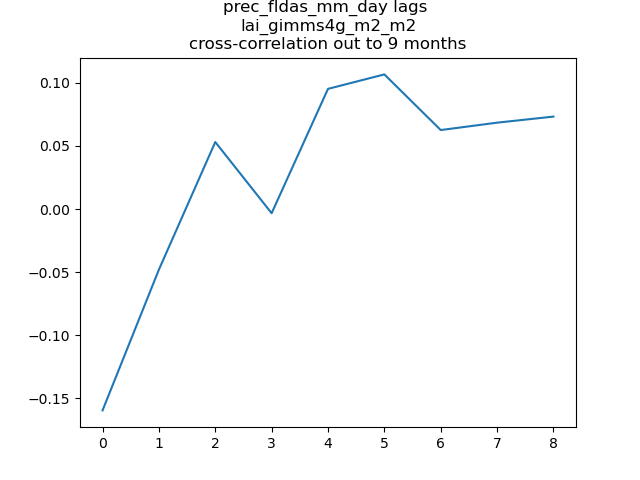 prec_fldas_mm_day lags
lai_gimms4g_m2_m2
cross-correlation out to 9 months
0.10
0.05
0.00
−0.05
−0.10
−0.15
0 1 2 3 4 5 6 7 8